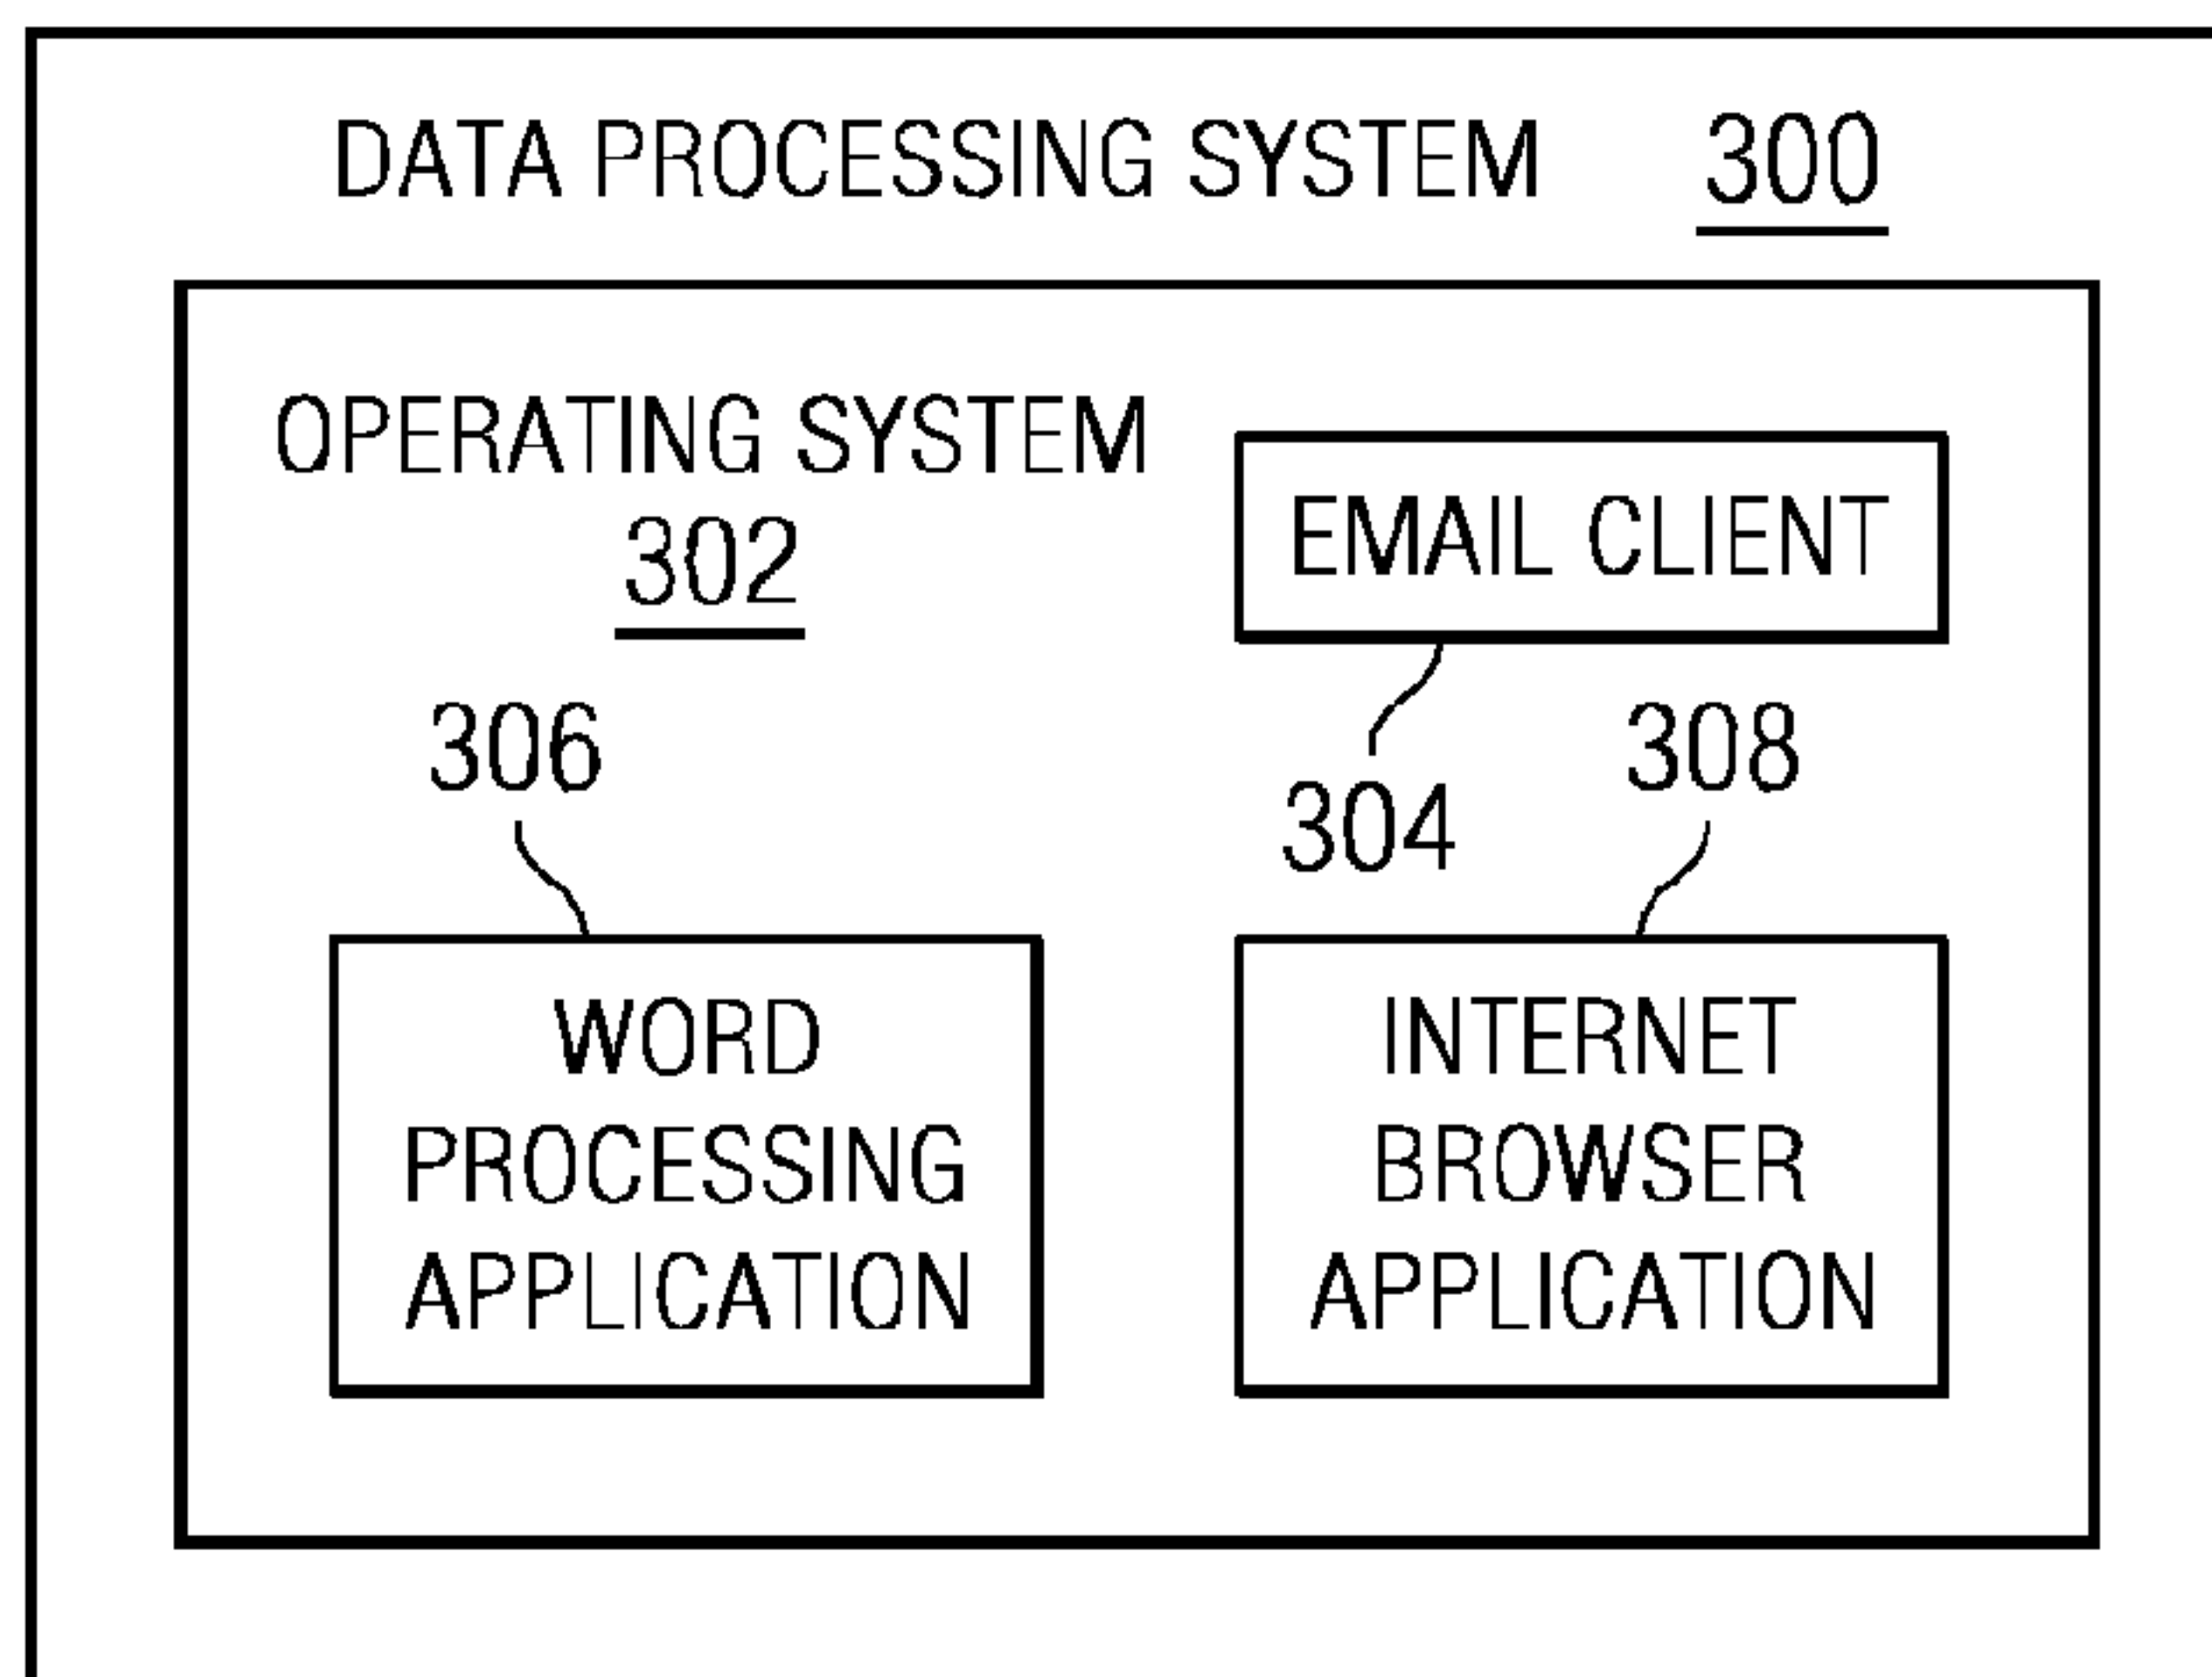 DATA PROCESSING SYSTEM 300
OPERATING SYSTEM
302
EMAIL CLIENT
304
306
308
WORD
PROCESSING
APPLICATION
INTERNET
BROWSER
APPLICATION